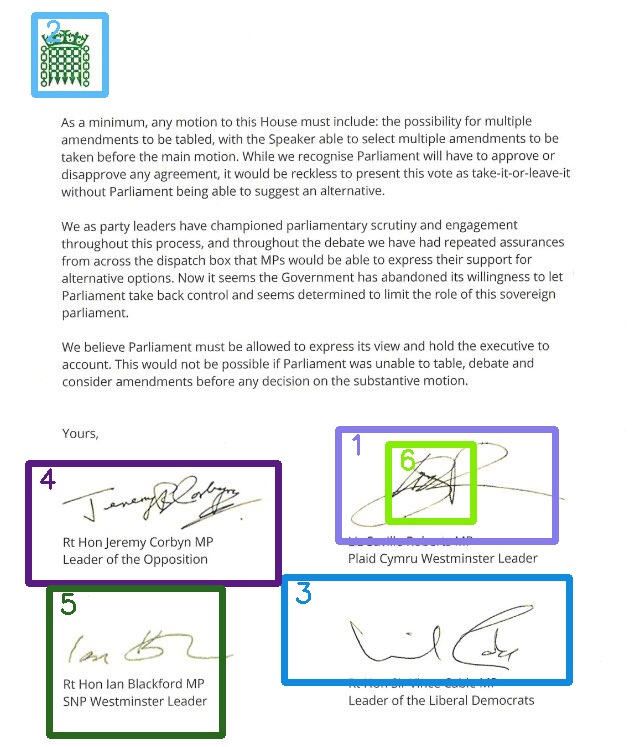 As a minimum, any motion to this House must include: the possibility for multiple
amendments to be tabled, with the Speaker able to select multiple amendments to be
taken before the main motion. While we recognise Parliament will have to approve or
disapprove any agreement, it would be reckless to present this vote as take-it-or-leave-it
without Parliament being able to suggest an alternative.
We as party leaders have championed parliamentary scrutiny and engagement
throughout this process, and throughout the debate we have had repeated assurances
from across the dispatch box that MPs would be able to express their support for
alternative options. Now it seems the Government has abandoned its willingness to let
Parliament take back control and seems determined to limit the role of this sovereign
parliament.
We believe Parliament must be allowed to express its view and hold the executive to
account. This would not be possible if Parliament was unable to table, debate and
consider amendments before any decision on the substantive motion.
Yours,
2
4
Jeremy Corbyn
Rt Hon Jeremy Corbyn MP
Leader of the Opposition
1
6
Liz Saville Roberts MP
Plaid Cymru Westminster Leader
5
Ian
Rt Hon Ian Blackford MP
SNP Westminster Leader
3
Rt Hon Sir Vince Cable MP
Leader of the Liberal Democrats